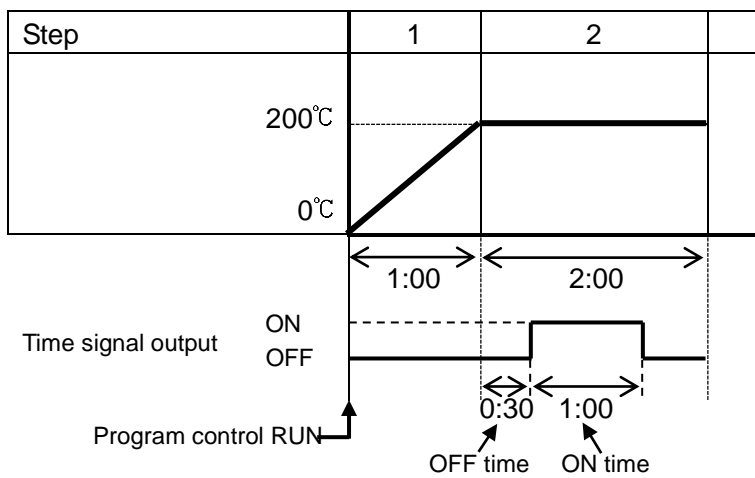 Step 1 2
200℃
0℃
1:00 2:00
ON
Time signal output
OFF
0:30 1:00
Program control RUN
OFF time ON time